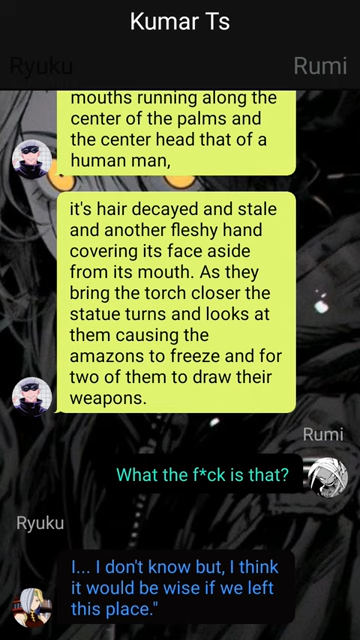 Kumar Ts
Ryuku
Rumi
mouths running along the
center of the palms and
the center head that of a
human man,
it's hair decayed and stale
and another fleshy hand
covering its face aside
from its mouth. As they
bring the torch closer the
statue turns and looks at
them causing the
amazons to freeze and for
two of them to draw their
weapons.
Rumi
What the f*ck is that?
Ryuku
I... I don't know but, I think
it would be wise if we left
this place."